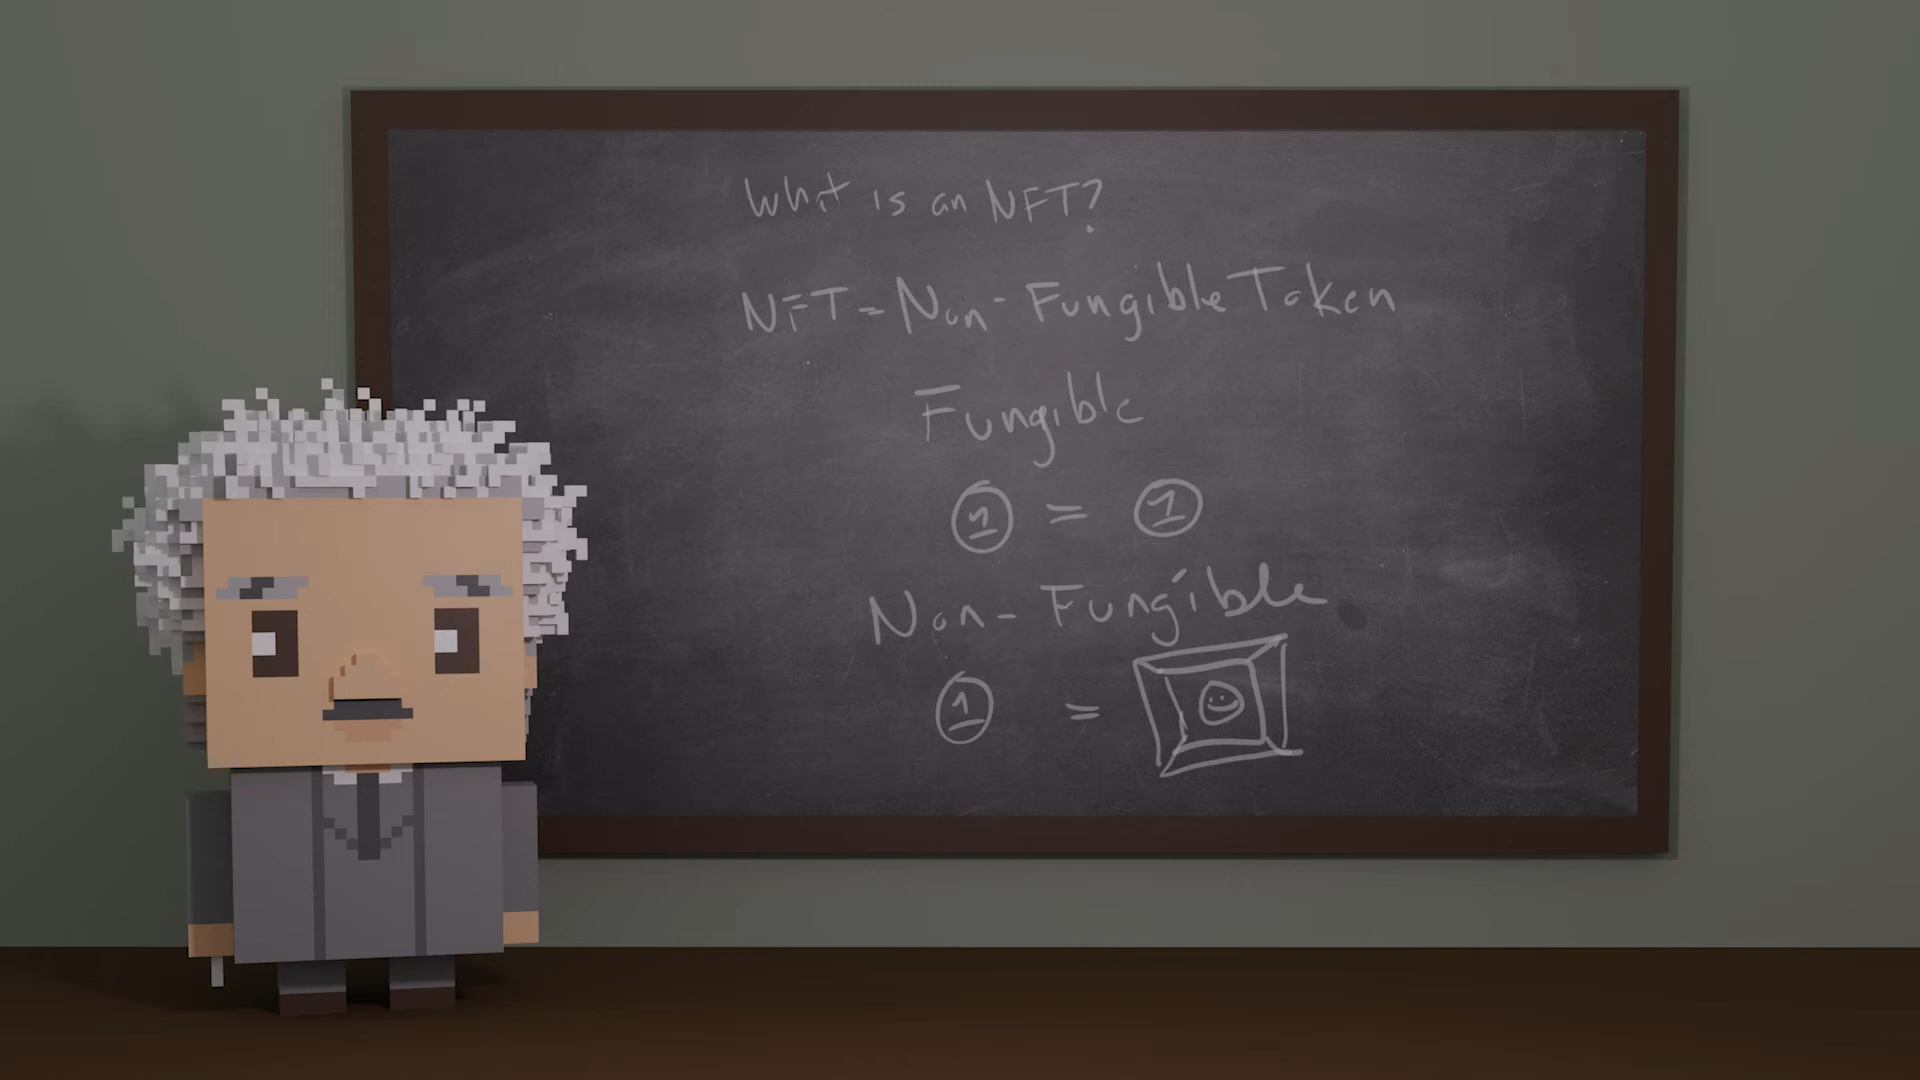 What is an NFT?
NFT = Non-Fungible Token
Fungible
1 = 1
Non-Fungible
1 =